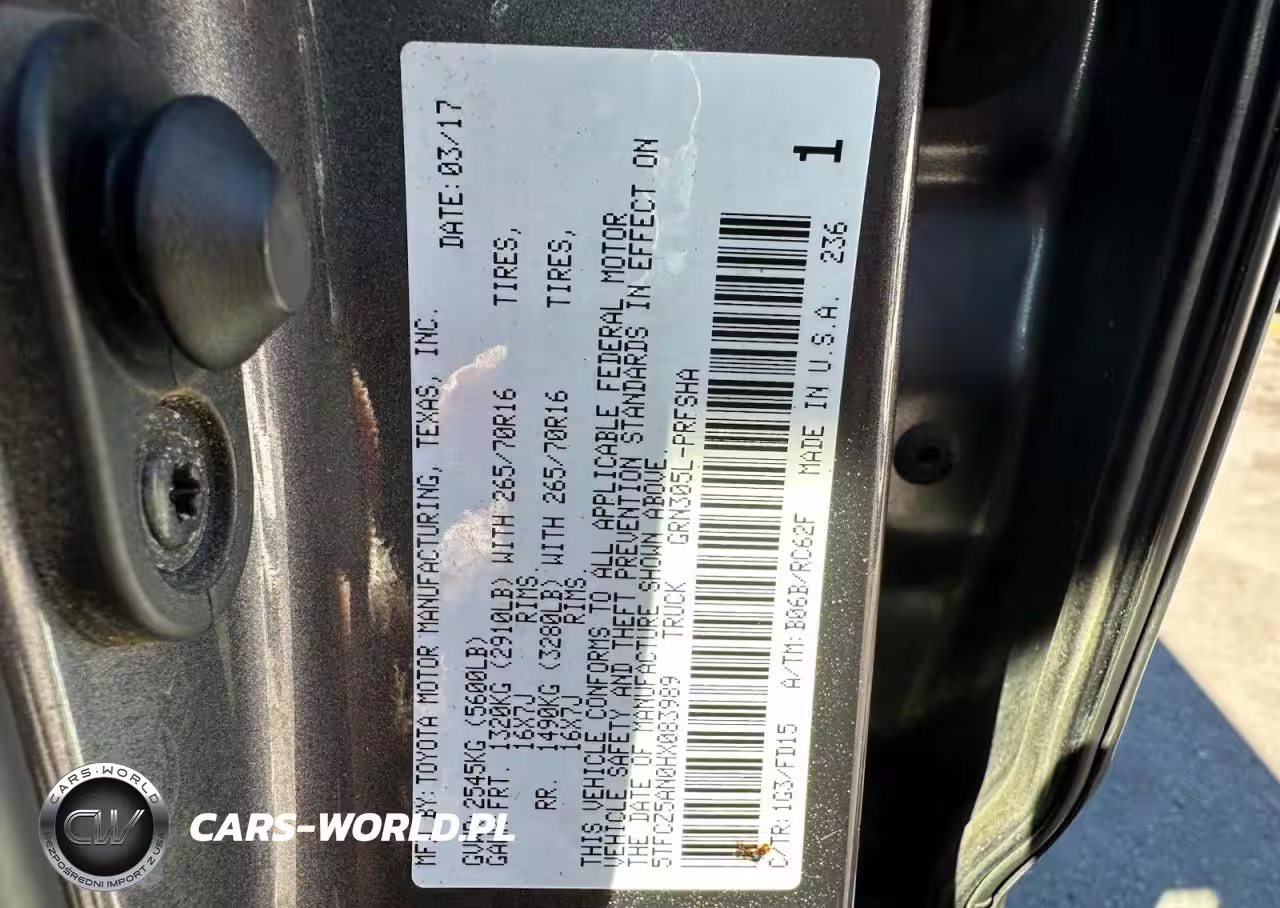 MFD BY: TOYOTA MOTOR MANUFACTURING, TEXAS, INC. DATE: 03/17
GVWR 2545KG (5600LB)
GAWR FRT. 1320KG (2910LB) WITH 265/70R16 TIRES,
16X7J RIMS
RR. 1490KG (3280LB) WITH 265/70R16 TIRES,
16X7J RIMS.
THIS VEHICLE CONFORMS TO ALL APPLICABLE FEDERAL MOTOR
VEHICLE SAFETY AND THEFT PREVENTION STANDARDS IN EFFECT ON
THE DATE OF MANUFACTURE SHOWN ABOVE.
5TFCZ5AN0HX083989 TRUCK GRN305L-PRFSHA
C/TR: 1G3/FD15 A/TM: B06B/RC62F MADE IN U.S.A. 236
1
CARS-WORLD
CW
BEZPOŚREDNI IMPORT Z USA
CARS-WORLD.PL